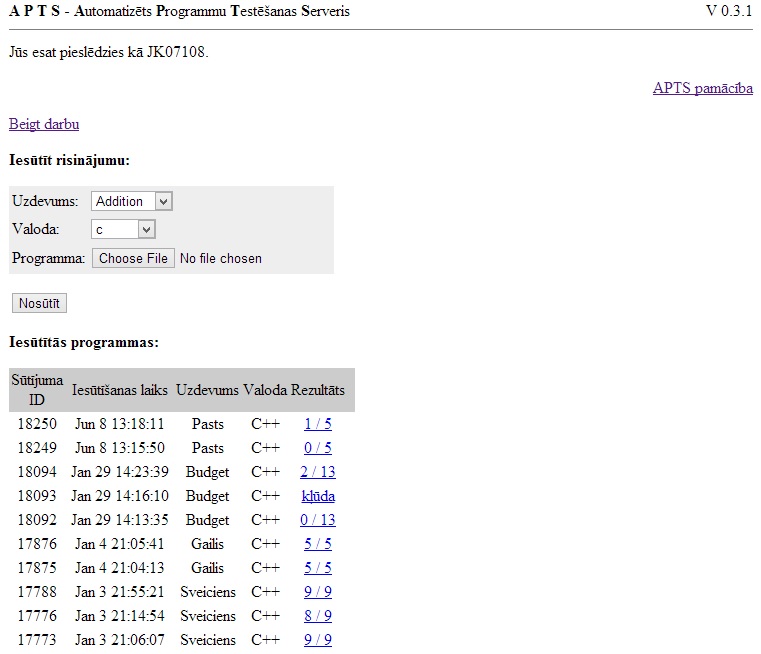 A P T S - Automatizēts Programmu Testēšanas Serveris V 0.3.1
Jūs esat pieslēdzies kā JK07108.
APTS pamācība
Beigt darbu
Iesūtīt risinājumu:
Uzdevums: Addition
Valoda: c
Programma: Choose File No file chosen
Nosūtīt
Iesūtītās programmas:
Sūtījuma ID Iesūtīšanas laiks Uzdevums Valoda Rezultāts
18250 Jun 8 13:18:11 Pasts C++ 1 / 5
18249 Jun 8 13:15:50 Pasts C++ 0 / 5
18094 Jan 29 14:23:39 Budget C++ 2 / 13
18093 Jan 29 14:16:10 Budget C++ kļūda
18092 Jan 29 14:13:35 Budget C++ 0 / 13
17876 Jan 4 21:05:41 Gailis C++ 5 / 5
17875 Jan 4 21:04:13 Gailis C++ 5 / 5
17788 Jan 3 21:55:21 Sveiciens C++ 9 / 9
17776 Jan 3 21:14:54 Sveiciens C++ 8 / 9
17773 Jan 3 21:06:07 Sveiciens C++ 9 / 9